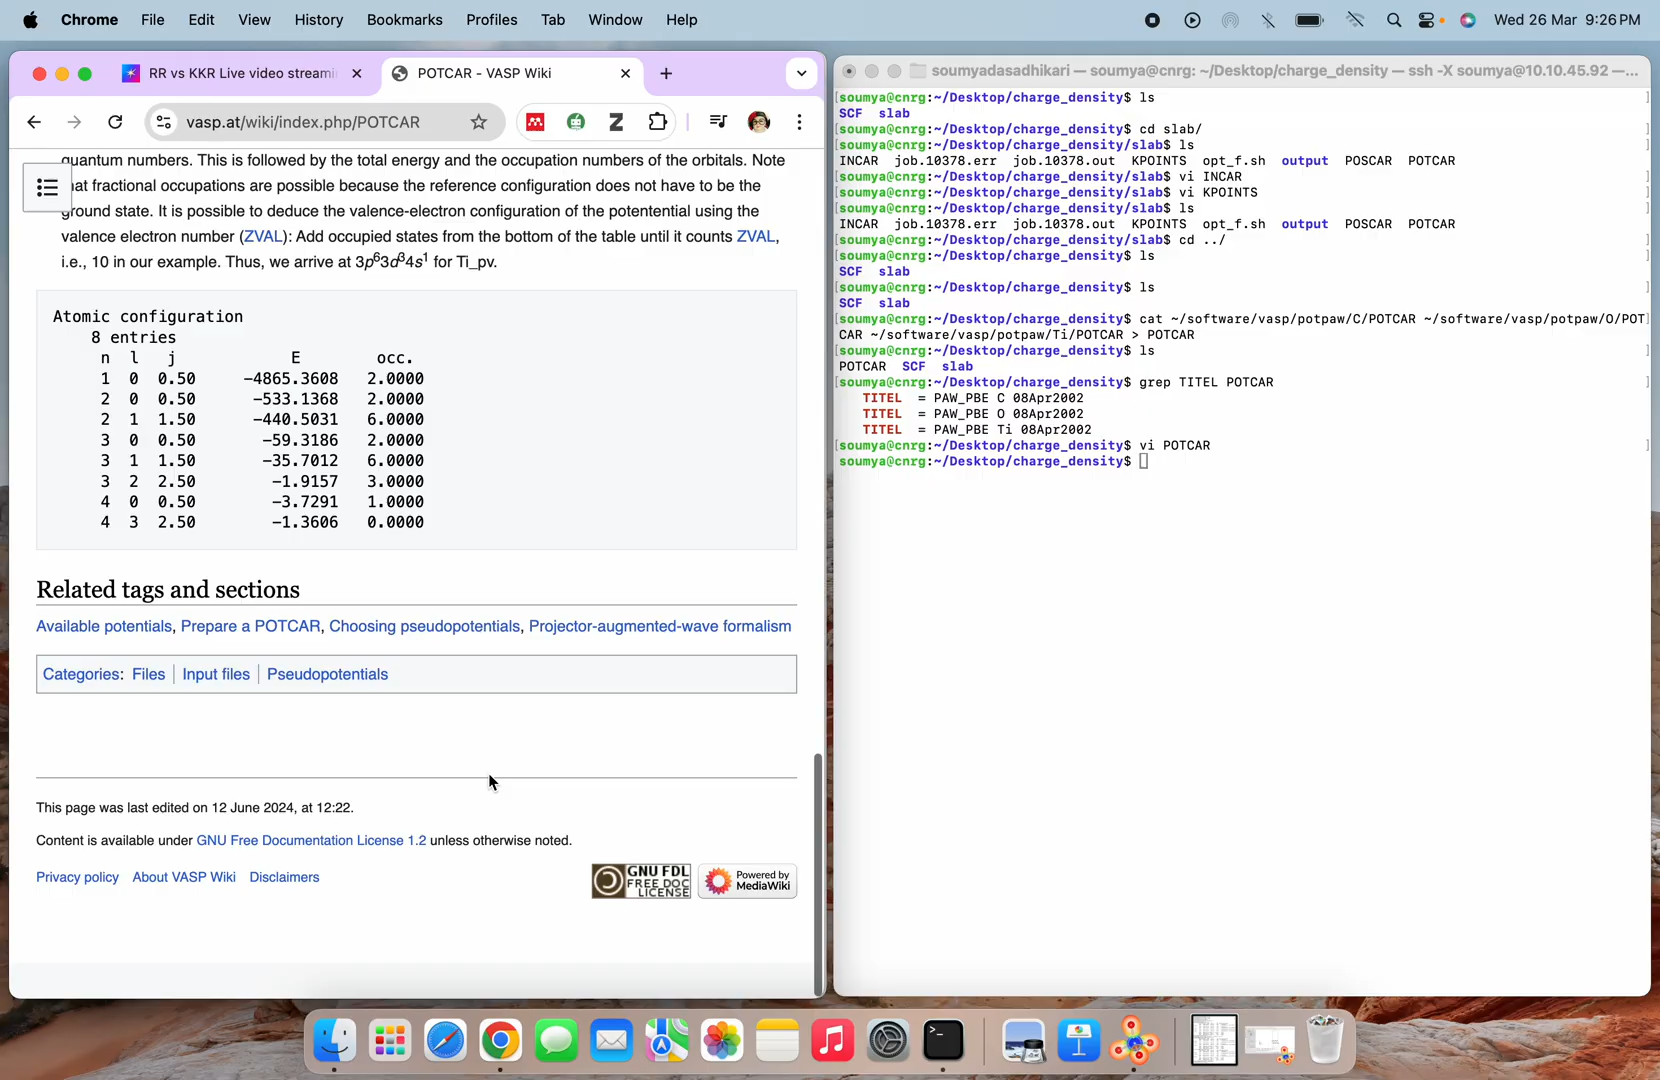 Chrome File Edit View History Bookmarks Profiles Tab Window Help Wed 26 Mar 9:26 PM
RR vs KKR Live video streami
POTCAR - VASP Wiki
vasp.at/wiki/index.php/POTCAR
quantum numbers. This is followed by the total energy and the occupation numbers of the orbitals. Note
at fractional occupations are possible because the reference configuration does not have to be the
ground state. It is possible to deduce the valence-electron configuration of the potentential using the
valence electron number (ZVAL): Add occupied states from the bottom of the table until it counts ZVAL,
i.e., 10 in our example. Thus, we arrive at 3p⁶3d³4s¹ for Ti_pv.
Atomic configuration
8 entries
n l j E occ.
1 0 0.50 -4865.3608 2.0000
2 0 0.50 -533.1368 2.0000
2 1 1.50 -440.5031 6.0000
3 0 0.50 -59.3186 2.0000
3 1 1.50 -35.7012 6.0000
3 2 2.50 -1.9157 3.0000
4 0 0.50 -3.7291 1.0000
4 3 2.50 -1.3606 0.0000
Related tags and sections
Available potentials, Prepare a POTCAR, Choosing pseudopotentials, Projector-augmented-wave formalism
Categories: Files | Input files | Pseudopotentials
This page was last edited on 12 June 2024, at 12:22.
Content is available under GNU Free Documentation License 1.2 unless otherwise noted.
Privacy policy About VASP Wiki Disclaimers
GNU FDL
FREE DOC
LICENSE
Powered by
MediaWiki
soumyadasadhikari — soumya@cnrg: ~/Desktop/charge_density — ssh -X soumya@10.10.45.92 —...
[soumya@cnrg:~/Desktop/charge_density$ ls ]
SCF slab
[soumya@cnrg:~/Desktop/charge_density$ cd slab/ ]
[soumya@cnrg:~/Desktop/charge_density/slab$ ls ]
INCAR job.10378.err job.10378.out KPOINTS opt_f.sh output POSCAR POTCAR
[soumya@cnrg:~/Desktop/charge_density/slab$ vi INCAR ]
[soumya@cnrg:~/Desktop/charge_density/slab$ vi KPOINTS ]
[soumya@cnrg:~/Desktop/charge_density/slab$ ls ]
INCAR job.10378.err job.10378.out KPOINTS opt_f.sh output POSCAR POTCAR
[soumya@cnrg:~/Desktop/charge_density/slab$ cd ../ ]
[soumya@cnrg:~/Desktop/charge_density$ ls ]
SCF slab
[soumya@cnrg:~/Desktop/charge_density$ ls ]
SCF slab
[soumya@cnrg:~/Desktop/charge_density$ cat ~/software/vasp/potpaw/C/POTCAR ~/software/vasp/potpaw/O/POT]
CAR ~/software/vasp/potpaw/Ti/POTCAR > POTCAR
[soumya@cnrg:~/Desktop/charge_density$ ls ]
POTCAR SCF slab
[soumya@cnrg:~/Desktop/charge_density$ grep TITEL POTCAR ]
TITEL = PAW_PBE C 08Apr2002
TITEL = PAW_PBE O 08Apr2002
TITEL = PAW_PBE Ti 08Apr2002
[soumya@cnrg:~/Desktop/charge_density$ vi POTCAR ]
soumya@cnrg:~/Desktop/charge_density$